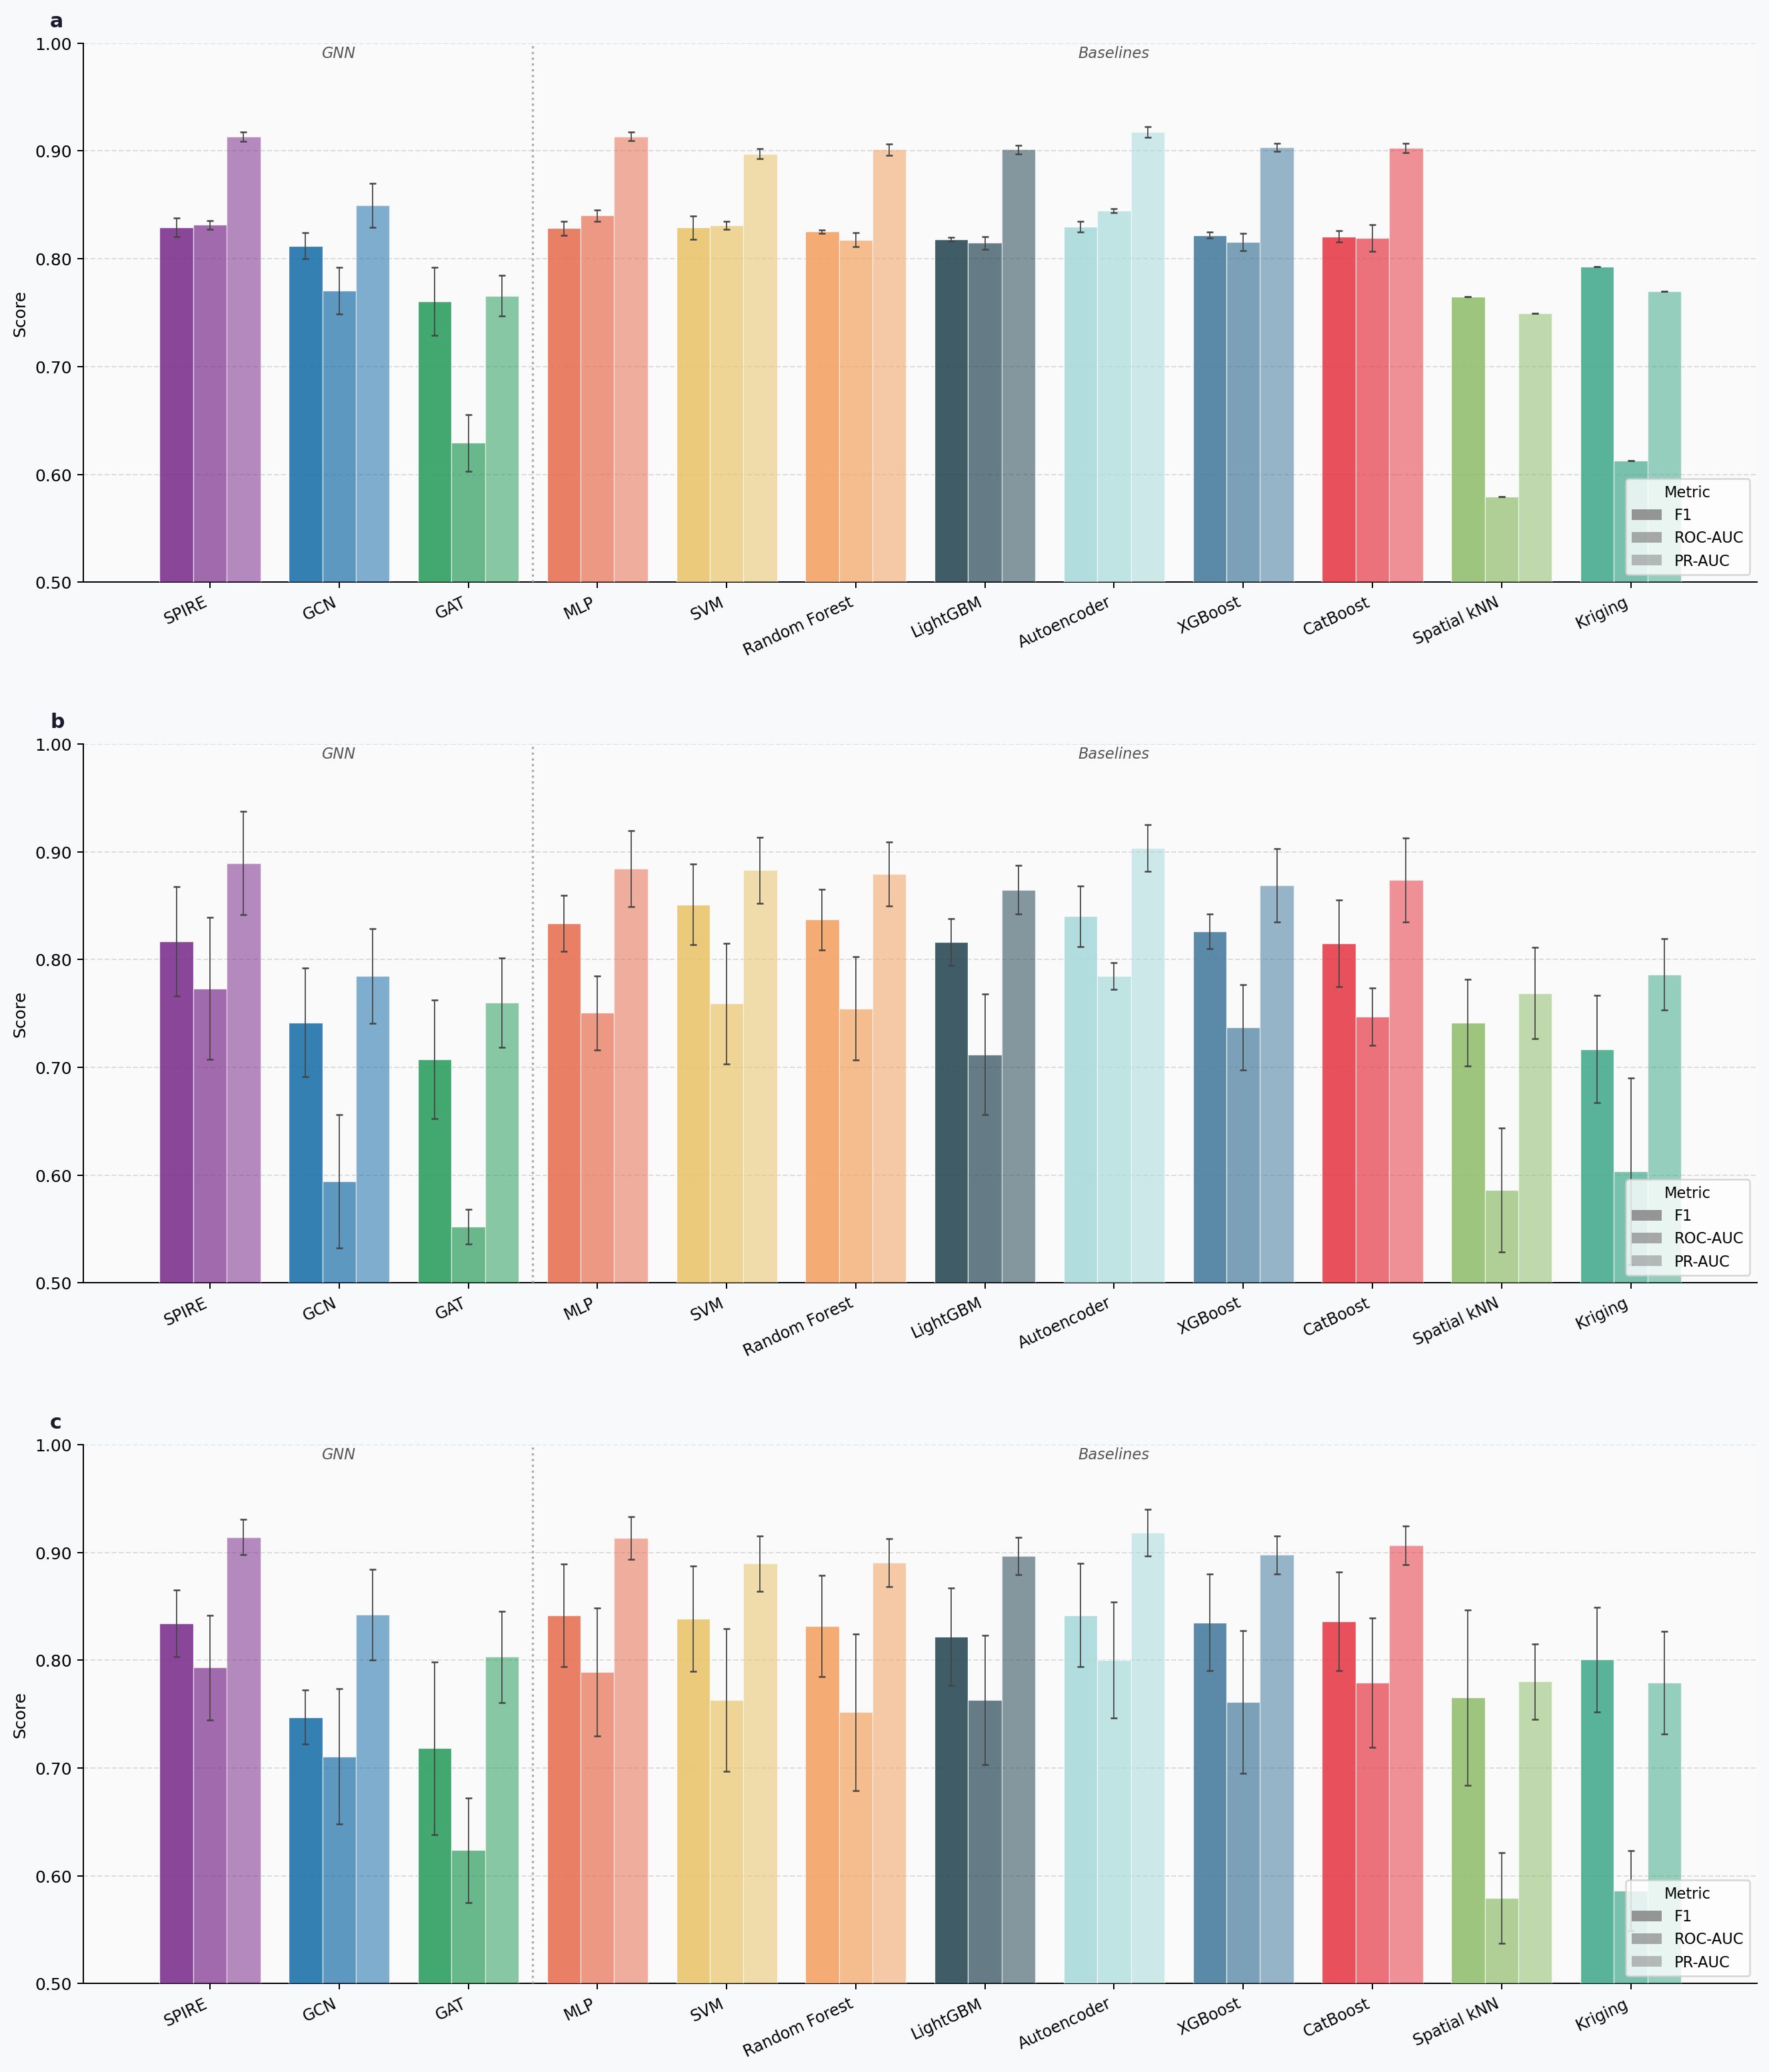 a
1.00
GNN
Baselines
0.90
0.80
0.70
0.60
0.50
Score
Metric
F1
ROC-AUC
PR-AUC
SPIRE
GCN
GAT
MLP
SVM
Random Forest
LightGBM
Autoencoder
XGBoost
CatBoost
Spatial kNN
Kriging
b
1.00
GNN
Baselines
0.90
0.80
0.70
0.60
0.50
Score
Metric
F1
ROC-AUC
PR-AUC
SPIRE
GCN
GAT
MLP
SVM
Random Forest
LightGBM
Autoencoder
XGBoost
CatBoost
Spatial kNN
Kriging
c
1.00
GNN
Baselines
0.90
0.80
0.70
0.60
0.50
Score
Metric
F1
ROC-AUC
PR-AUC
SPIRE
GCN
GAT
MLP
SVM
Random Forest
LightGBM
Autoencoder
XGBoost
CatBoost
Spatial kNN
Kriging